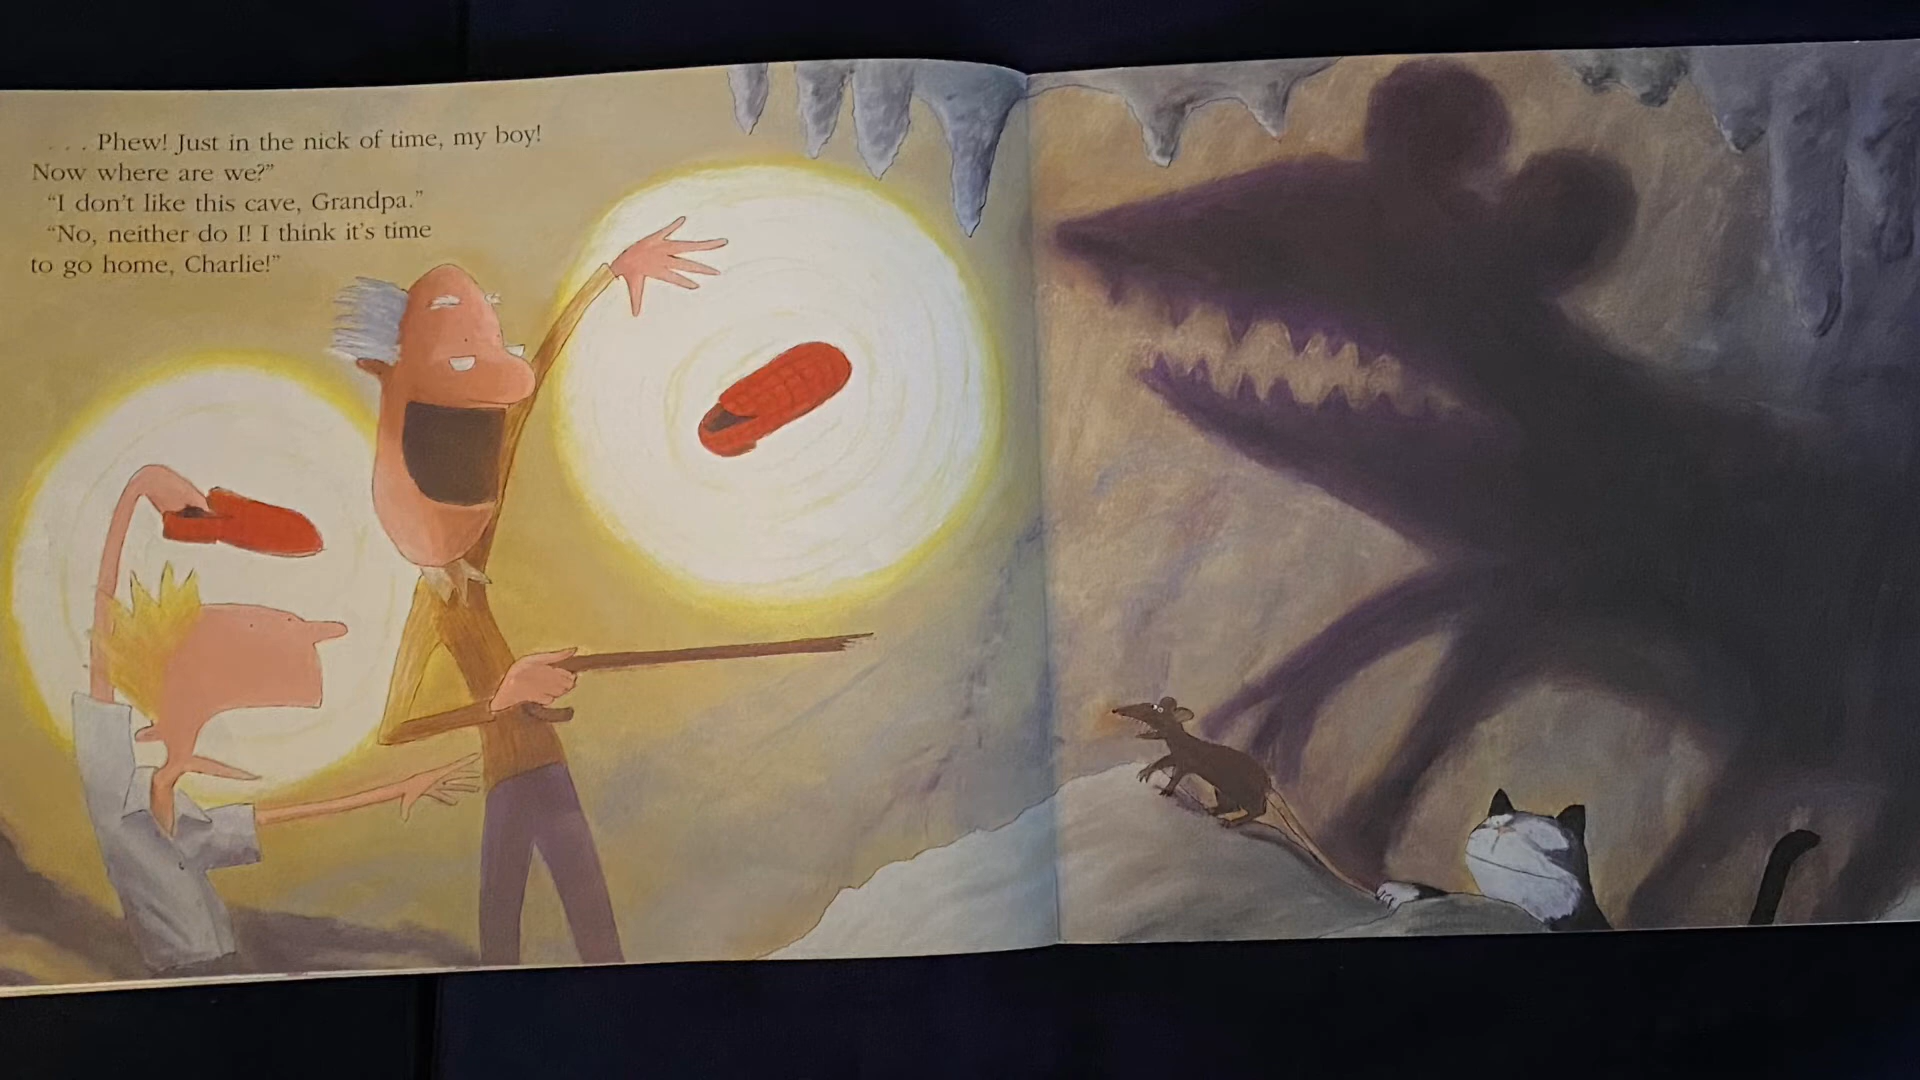 . . . Phew! Just in the nick of time, my boy!
Now where are we?”
“I don’t like this cave, Grandpa.”
“No, neither do I! I think it’s time
to go home, Charlie!”